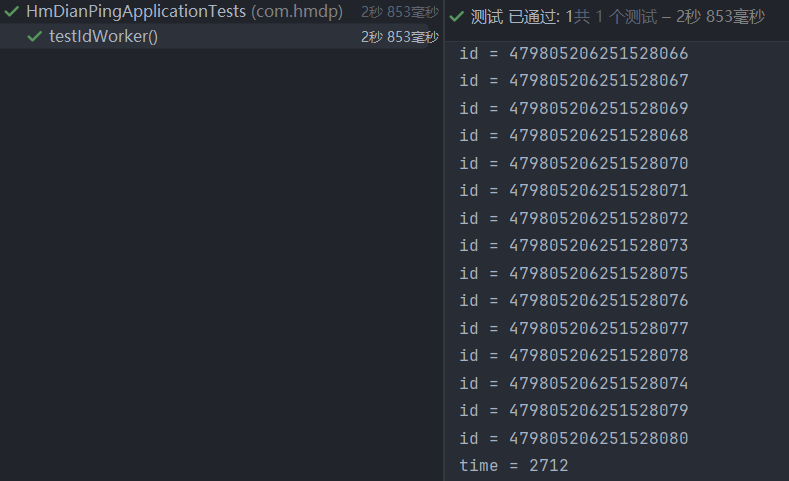 HmDianPingApplicationTests (com.hmdp) 2秒 853毫秒
testIdWorker() 2秒 853毫秒
测试 已通过: 1共 1 个测试 – 2秒 853毫秒
id = 479805206251528066
id = 479805206251528067
id = 479805206251528069
id = 479805206251528068
id = 479805206251528070
id = 479805206251528071
id = 479805206251528072
id = 479805206251528073
id = 479805206251528075
id = 479805206251528076
id = 479805206251528077
id = 479805206251528078
id = 479805206251528074
id = 479805206251528079
id = 479805206251528080
time = 2712